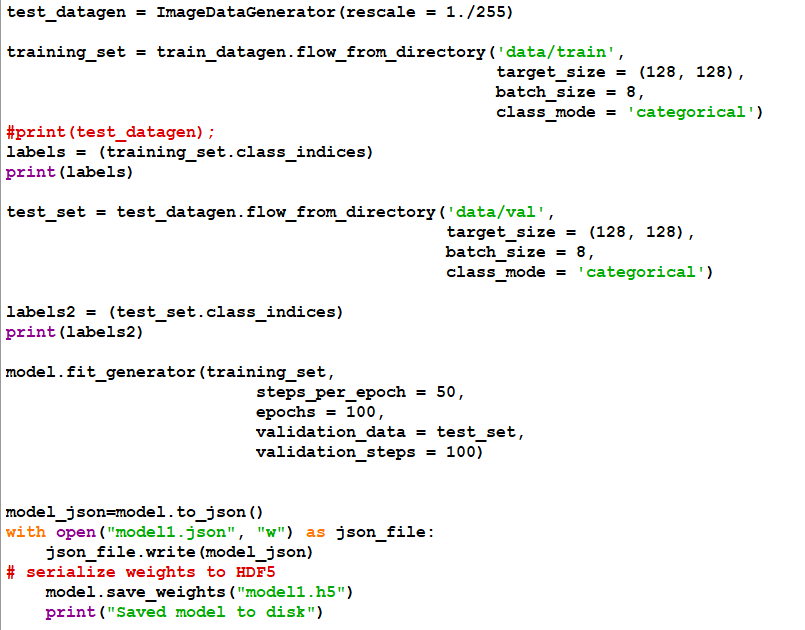 test_datagen = ImageDataGenerator(rescale = 1./255)
training_set = train_datagen.flow_from_directory('data/train',
target_size = (128, 128),
batch_size = 8,
class_mode = 'categorical')
#print(test_datagen);
labels = (training_set.class_indices)
print(labels)
test_set = test_datagen.flow_from_directory('data/val',
target_size = (128, 128),
batch_size = 8,
class_mode = 'categorical')
labels2 = (test_set.class_indices)
print(labels2)
model.fit_generator(training_set,
steps_per_epoch = 50,
epochs = 100,
validation_data = test_set,
validation_steps = 100)
model_json=model.to_json()
with open("model1.json", "w") as json_file:
json_file.write(model_json)
# serialize weights to HDF5
model.save_weights("model1.h5")
print("Saved model to disk")